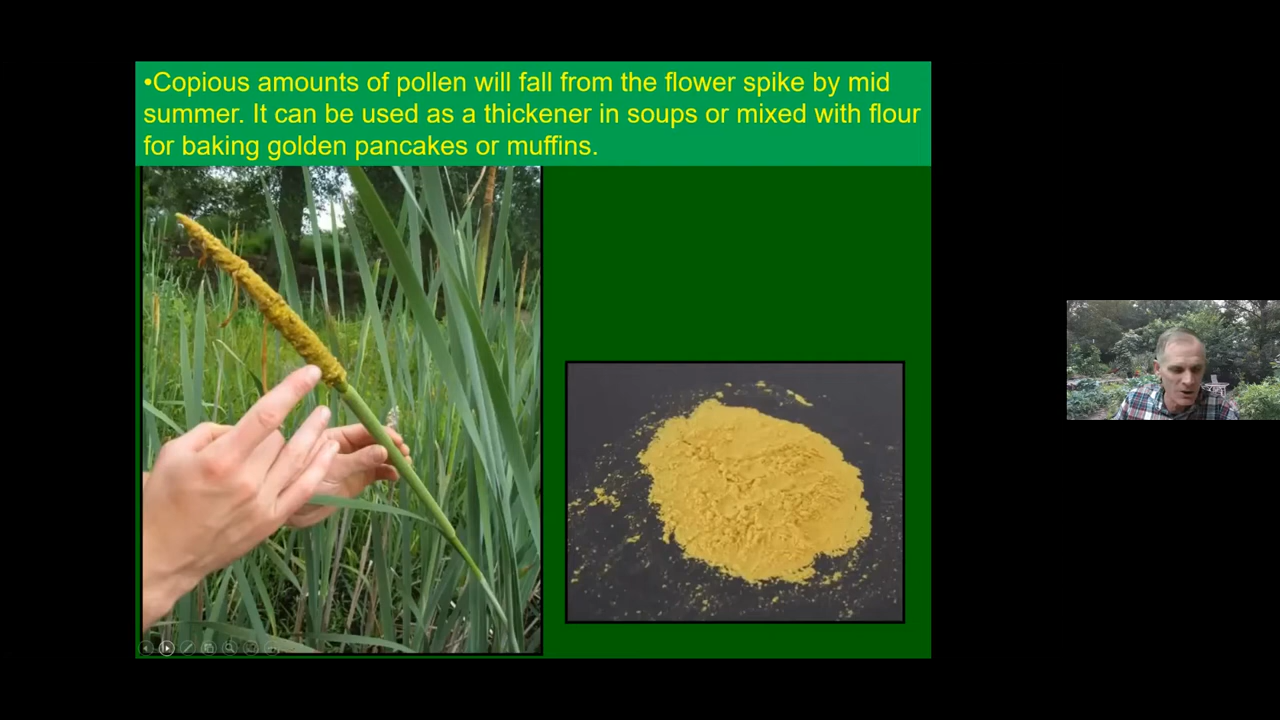 •Copious amounts of pollen will fall from the flower spike by mid
summer. It can be used as a thickener in soups or mixed with flour
for baking golden pancakes or muffins.